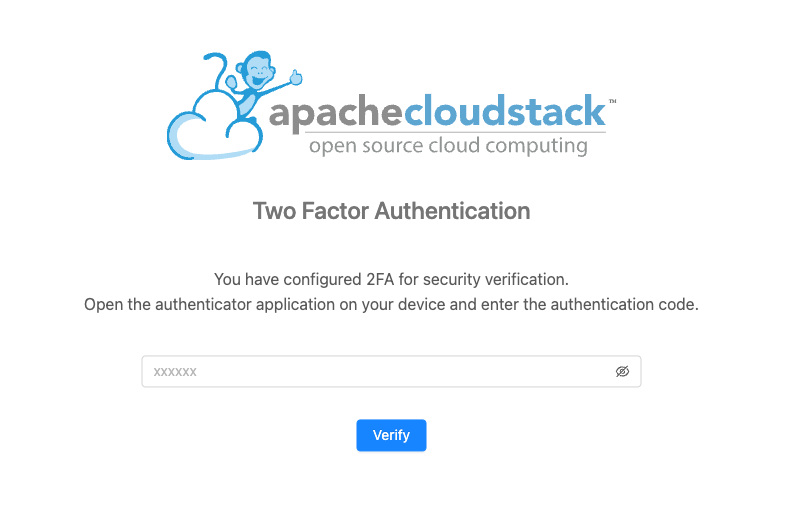 apachecloudstack™
open source cloud computing
Two Factor Authentication
You have configured 2FA for security verification.
Open the authenticator application on your device and enter the authentication code.
xxxxxx
Verify